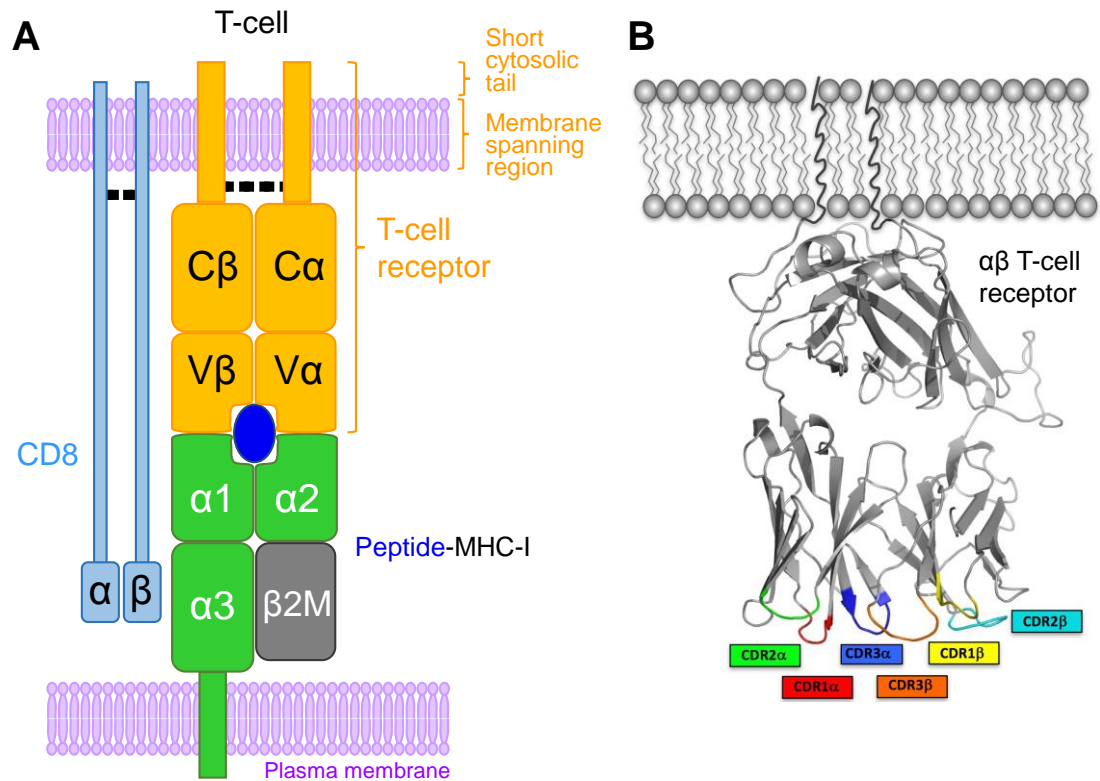 A
T-cell
Short
cytosolic
tail
Membrane
spanning
region
T-cell
receptor
Cβ
Cα
Vβ
Vα
CD8
α1
α2
Peptide-MHC-I
α
β
α3
β2M
Plasma membrane
B
αβ T-cell
receptor
CDR2β
CDR2α
CDR3α
CDR1β
CDR1α
CDR3β